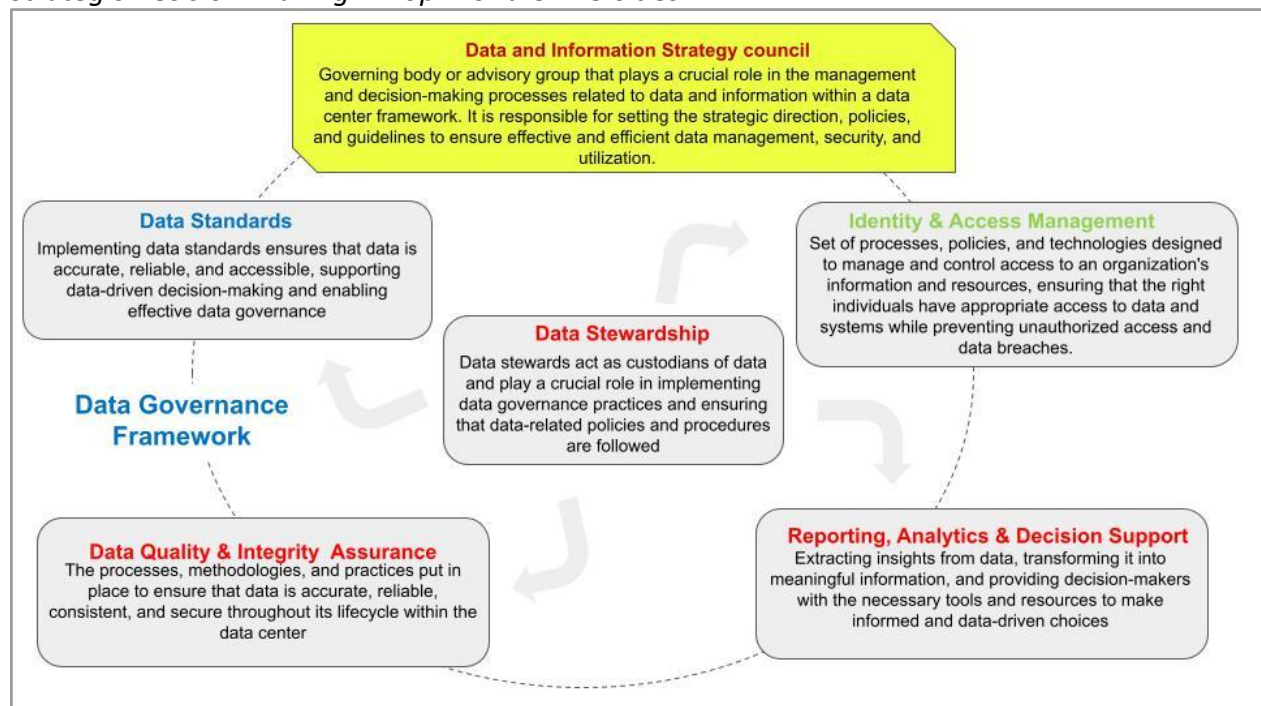 Data and Information Strategy council
Governing body or advisory group that plays a crucial role in the management
and decision-making processes related to data and information within a data
center framework. It is responsible for setting the strategic direction, policies,
and guidelines to ensure effective and efficient data management, security, and
utilization.
Data Standards
Implementing data standards ensures that data is
accurate, reliable, and accessible, supporting
data-driven decision-making and enabling
effective data governance
Identity & Access Management
Set of processes, policies, and technologies designed
to manage and control access to an organization's
information and resources, ensuring that the right
individuals have appropriate access to data and
systems while preventing unauthorized access and
data breaches.
Data Stewardship
Data stewards act as custodians of data
and play a crucial role in implementing
data governance practices and ensuring
that data-related policies and procedures
are followed
Data Governance
Framework
Data Quality & Integrity Assurance
The processes, methodologies, and practices put in
place to ensure that data is accurate, reliable,
consistent, and secure throughout its lifecycle within the
data center
Reporting, Analytics & Decision Support
Extracting insights from data, transforming it into
meaningful information, and providing decision-makers
with the necessary tools and resources to make
informed and data-driven choices